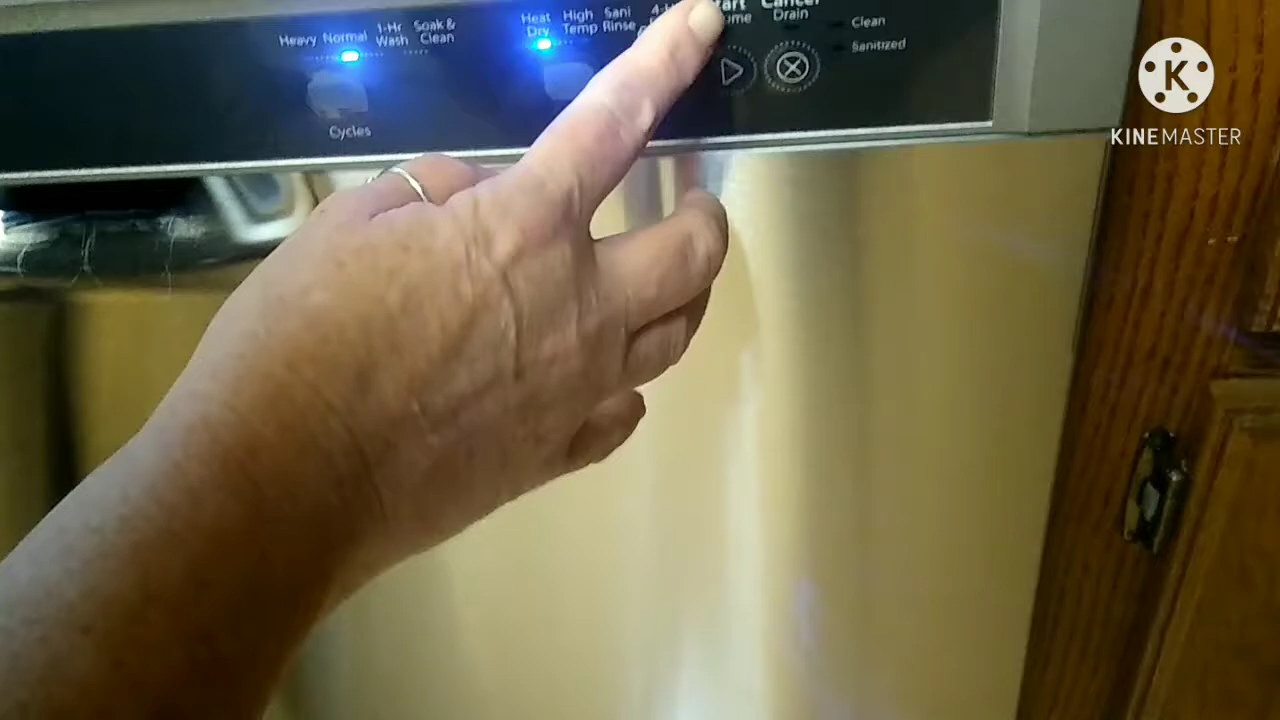 Heavy Normal 1-Hr Wash Soak & Clean
Heat Dry High Temp Sani Rinse
Cancel Drain
Clean
Sanitized
Cycles
K
KINEMASTER